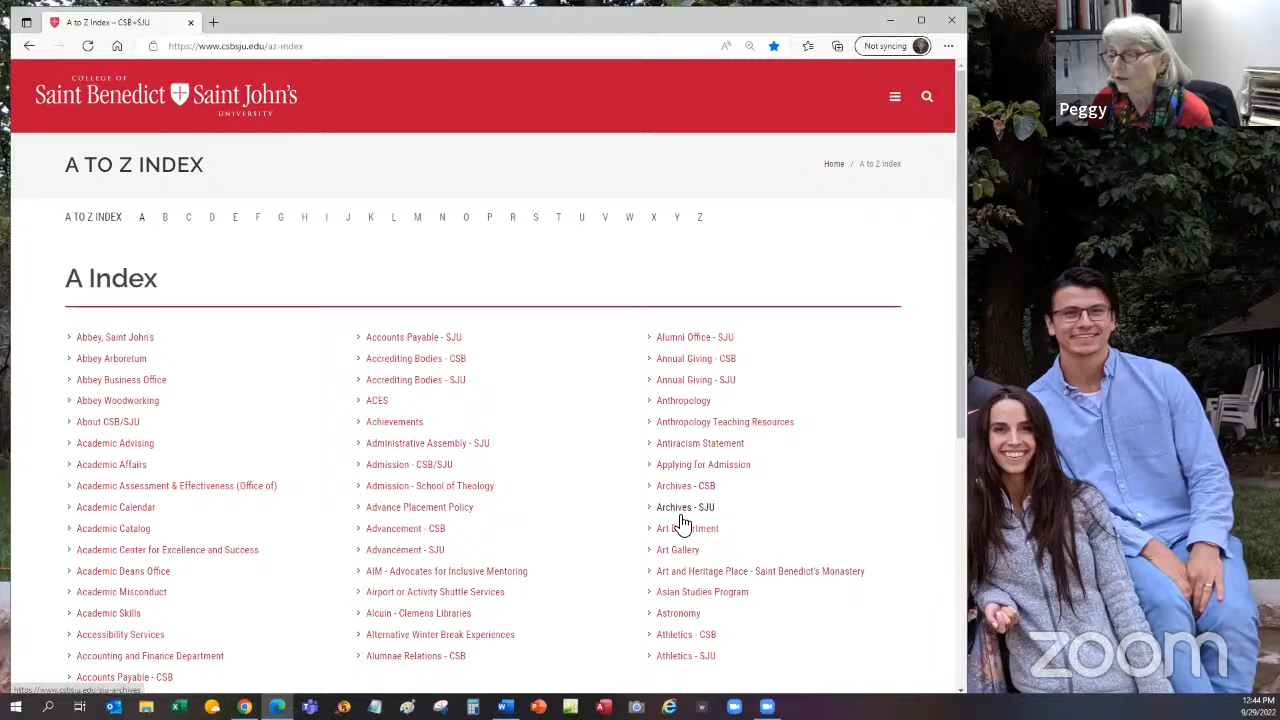 A to Z Index – CSB+SJU
https://www.csbsju.edu/az-index
Not syncing
COLLEGE OF
Saint Benedict Saint John's
UNIVERSITY
A TO Z INDEX
Home / A to Z Index
A TO Z INDEX A B C D E F G H I J K L M N O P R S T U V W X Y Z
A Index
Abbey, Saint John's
Abbey Arboretum
Abbey Business Office
Abbey Woodworking
About CSB/SJU
Academic Advising
Academic Affairs
Academic Assessment & Effectiveness (Office of)
Academic Calendar
Academic Catalog
Academic Center for Excellence and Success
Academic Deans Office
Academic Misconduct
Academic Skills
Accessibility Services
Accounting and Finance Department
Accounts Payable - CSB
Accounts Payable - SJU
Accrediting Bodies - CSB
Accrediting Bodies - SJU
ACES
Achievements
Administrative Assembly - SJU
Admission - CSB/SJU
Admission - School of Theology
Advance Placement Policy
Advancement - CSB
Advancement - SJU
AIM - Advocates for Inclusive Mentoring
Airport or Activity Shuttle Services
Alcuin - Clemens Libraries
Alternative Winter Break Experiences
Alumnae Relations - CSB
Alumni Office - SJU
Annual Giving - CSB
Annual Giving - SJU
Anthropology
Anthropology Teaching Resources
Antiracism Statement
Applying for Admission
Archives - CSB
Archives - SJU
Art Department
Art Gallery
Art and Heritage Place - Saint Benedict's Monastery
Asian Studies Program
Astronomy
Athletics - CSB
Athletics - SJU
https://www.csbsju.edu/sju-archives
Peggy
zoom
12:44 PM
9/29/2022